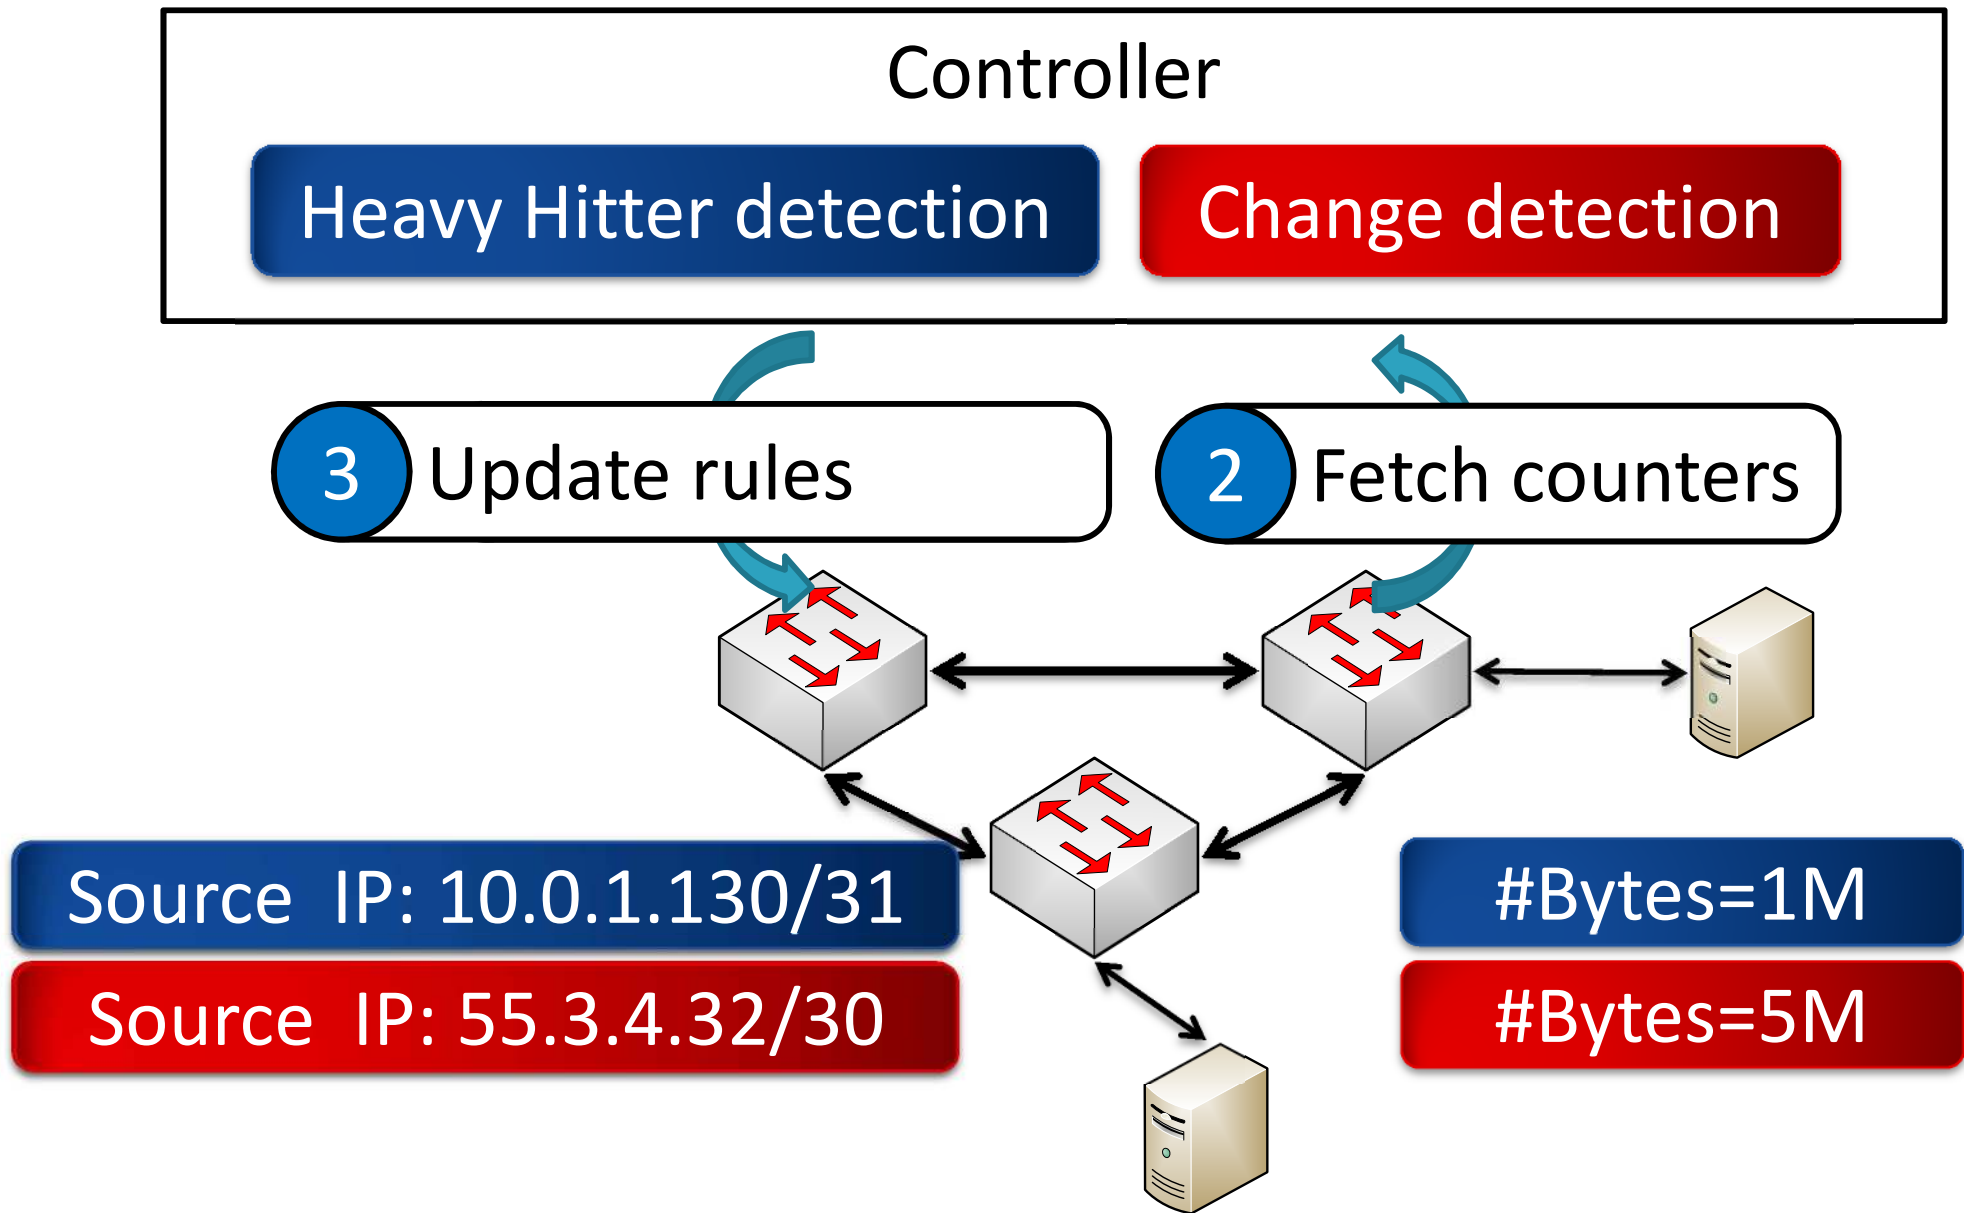 Controller
Heavy Hitter detection
Change detection
3 Update rules
2 Fetch counters
Source IP: 10.0.1.130/31
#Bytes=1M
Source IP: 55.3.4.32/30
#Bytes=5M